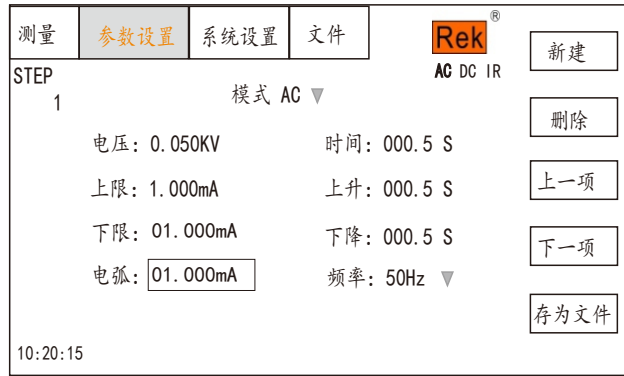 测量 参数设置 系统设置 文件 Rek®
AC DC IR
STEP
1
模式 AC
电压: 0.050KV 时间: 000.5 S
上限: 1.000mA 上升: 000.5 S
下限: 01.000mA 下降: 000.5 S
电弧: 01.000mA 频率: 50Hz
新建
删除
上一项
下一项
存为文件
10:20:15